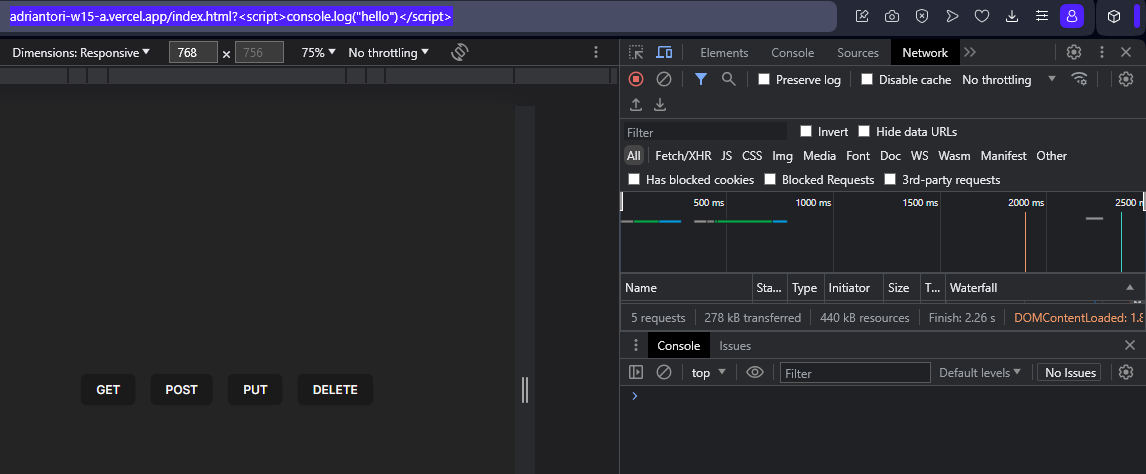 adriantori-w15-a.vercel.app/index.html?<script>console.log("hello")</script>
Dimensions: Responsive 768 × 756 75% No throttling
Elements Console Sources Network
Preserve log Disable cache No throttling
Filter Invert Hide data URLs
All Fetch/XHR JS CSS Img Media Font Doc WS Wasm Manifest Other
Has blocked cookies Blocked Requests 3rd-party requests
500 ms 1000 ms 1500 ms 2000 ms 2500 m
Name Sta... Type Initiator Size T... Waterfall
5 requests 278 kB transferred 440 kB resources Finish: 2.26 s DOMContentLoaded: 1.8
Console Issues
top Filter Default levels No Issues
GET POST PUT DELETE